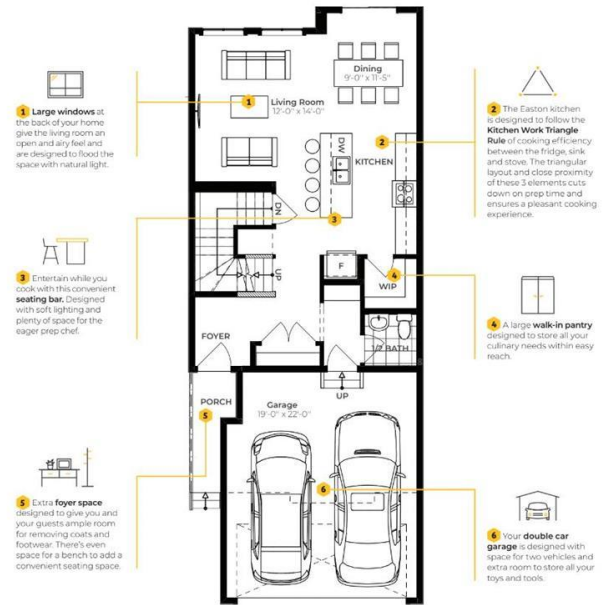 1 Large windows at
the back of your home
give the living room an
open and airy feel and
are designed to flood the
space with natural light.
3 Entertain while you
cook with this convenient
seating bar. Designed
with soft lighting and
plenty of space for the
eager prep chef.
5 Extra foyer space
designed to give you and
your guests ample room
for removing coats and
footwear. There's even
space for a bench to add a
convenient seating space.
Dining
9'-0" x 11'-5"
1
Living Room
12'-0" x 14'-0"
2
DW
KITCHEN
DN
3
UP
F
4
WIP
FOYER
1/2 BATH
PORCH
UP
5
Garage
19'-0" x 22'-0"
6
2 The Easton kitchen
is designed to follow the
Kitchen Work Triangle
Rule of cooking efficiency
between the fridge, sink
and stove. The triangular
layout and close proximity
of these 3 elements cuts
down on prep time and
ensures a pleasant cooking
experience.
4 A large walk-in pantry
designed to store all your
culinary needs within easy
reach.
6 Your double car
garage is designed with
space for two vehicles and
extra room to store all your
toys and tools.